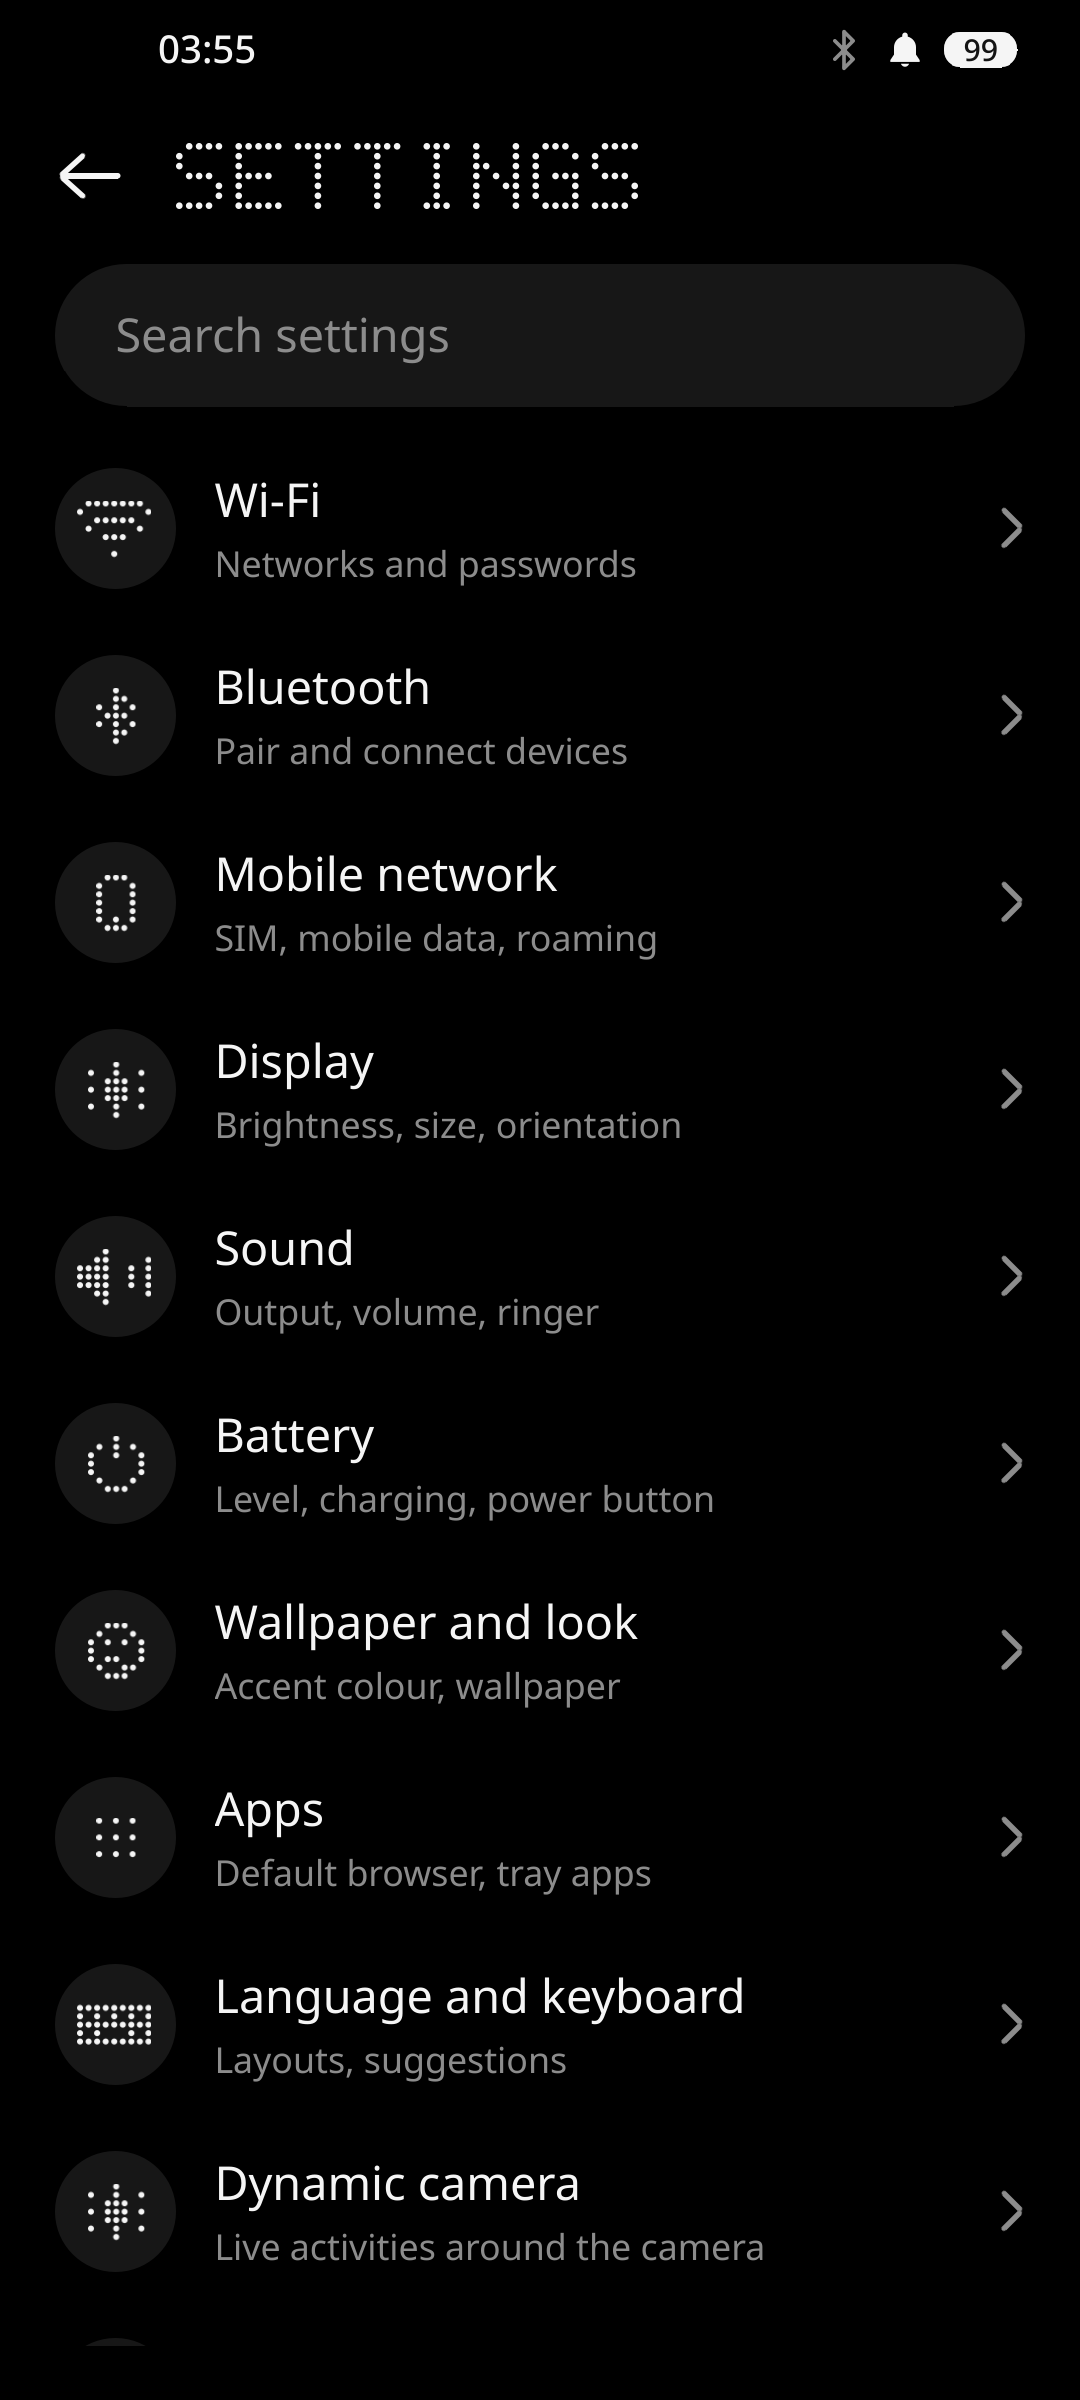 03:55
99
SETTINGS
Search settings
Wi-Fi
Networks and passwords
Bluetooth
Pair and connect devices
Mobile network
SIM, mobile data, roaming
Display
Brightness, size, orientation
Sound
Output, volume, ringer
Battery
Level, charging, power button
Wallpaper and look
Accent colour, wallpaper
Apps
Default browser, tray apps
Language and keyboard
Layouts, suggestions
Dynamic camera
Live activities around the camera